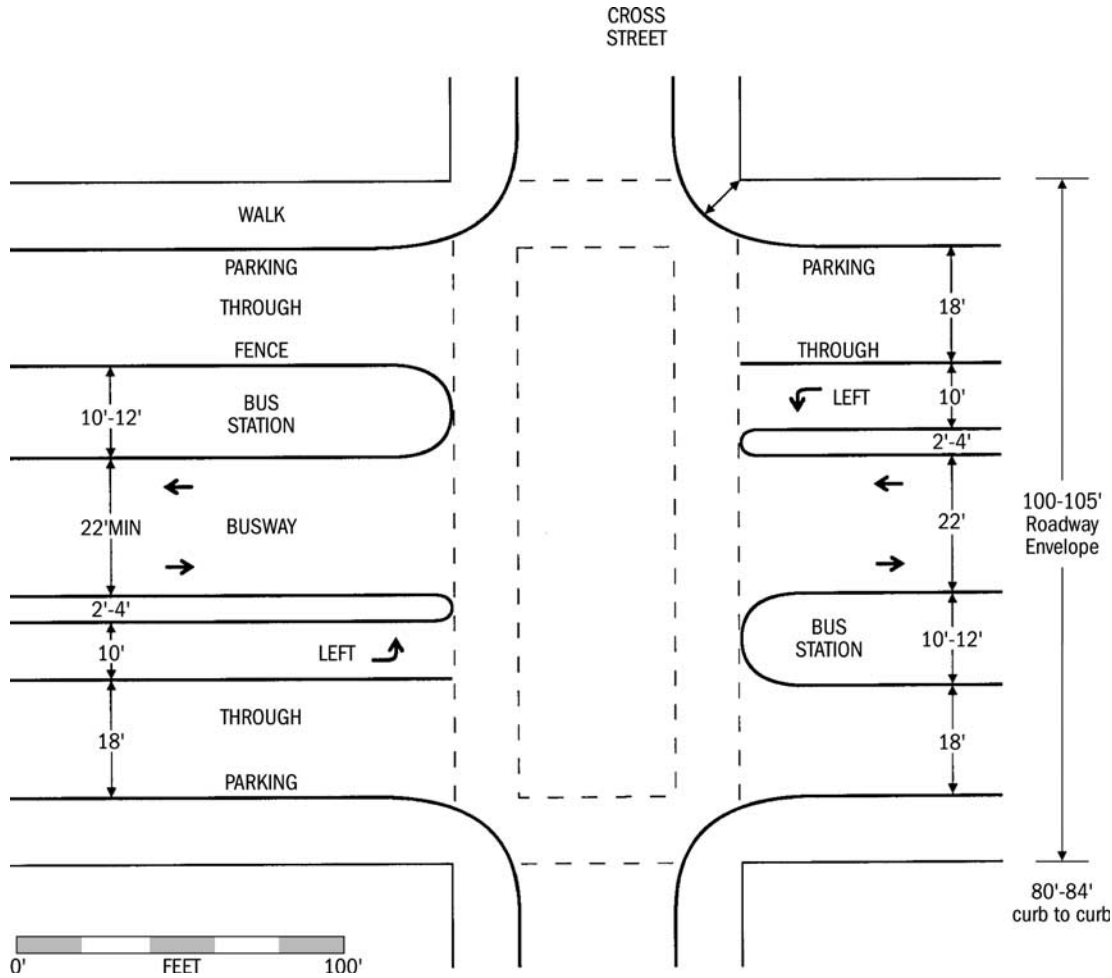 CROSS
STREET
WALK
PARKING
PARKING
THROUGH
18'
FENCE
THROUGH
10'-12'
BUS
STATION
LEFT
10'
2'-4'
22'MIN
BUSWAY
22'
100-105'
Roadway
Envelope
2'-4'
10'
LEFT
BUS
STATION
10'-12'
THROUGH
18'
18'
PARKING
80'-84'
curb to curb
0'
FEET
100'